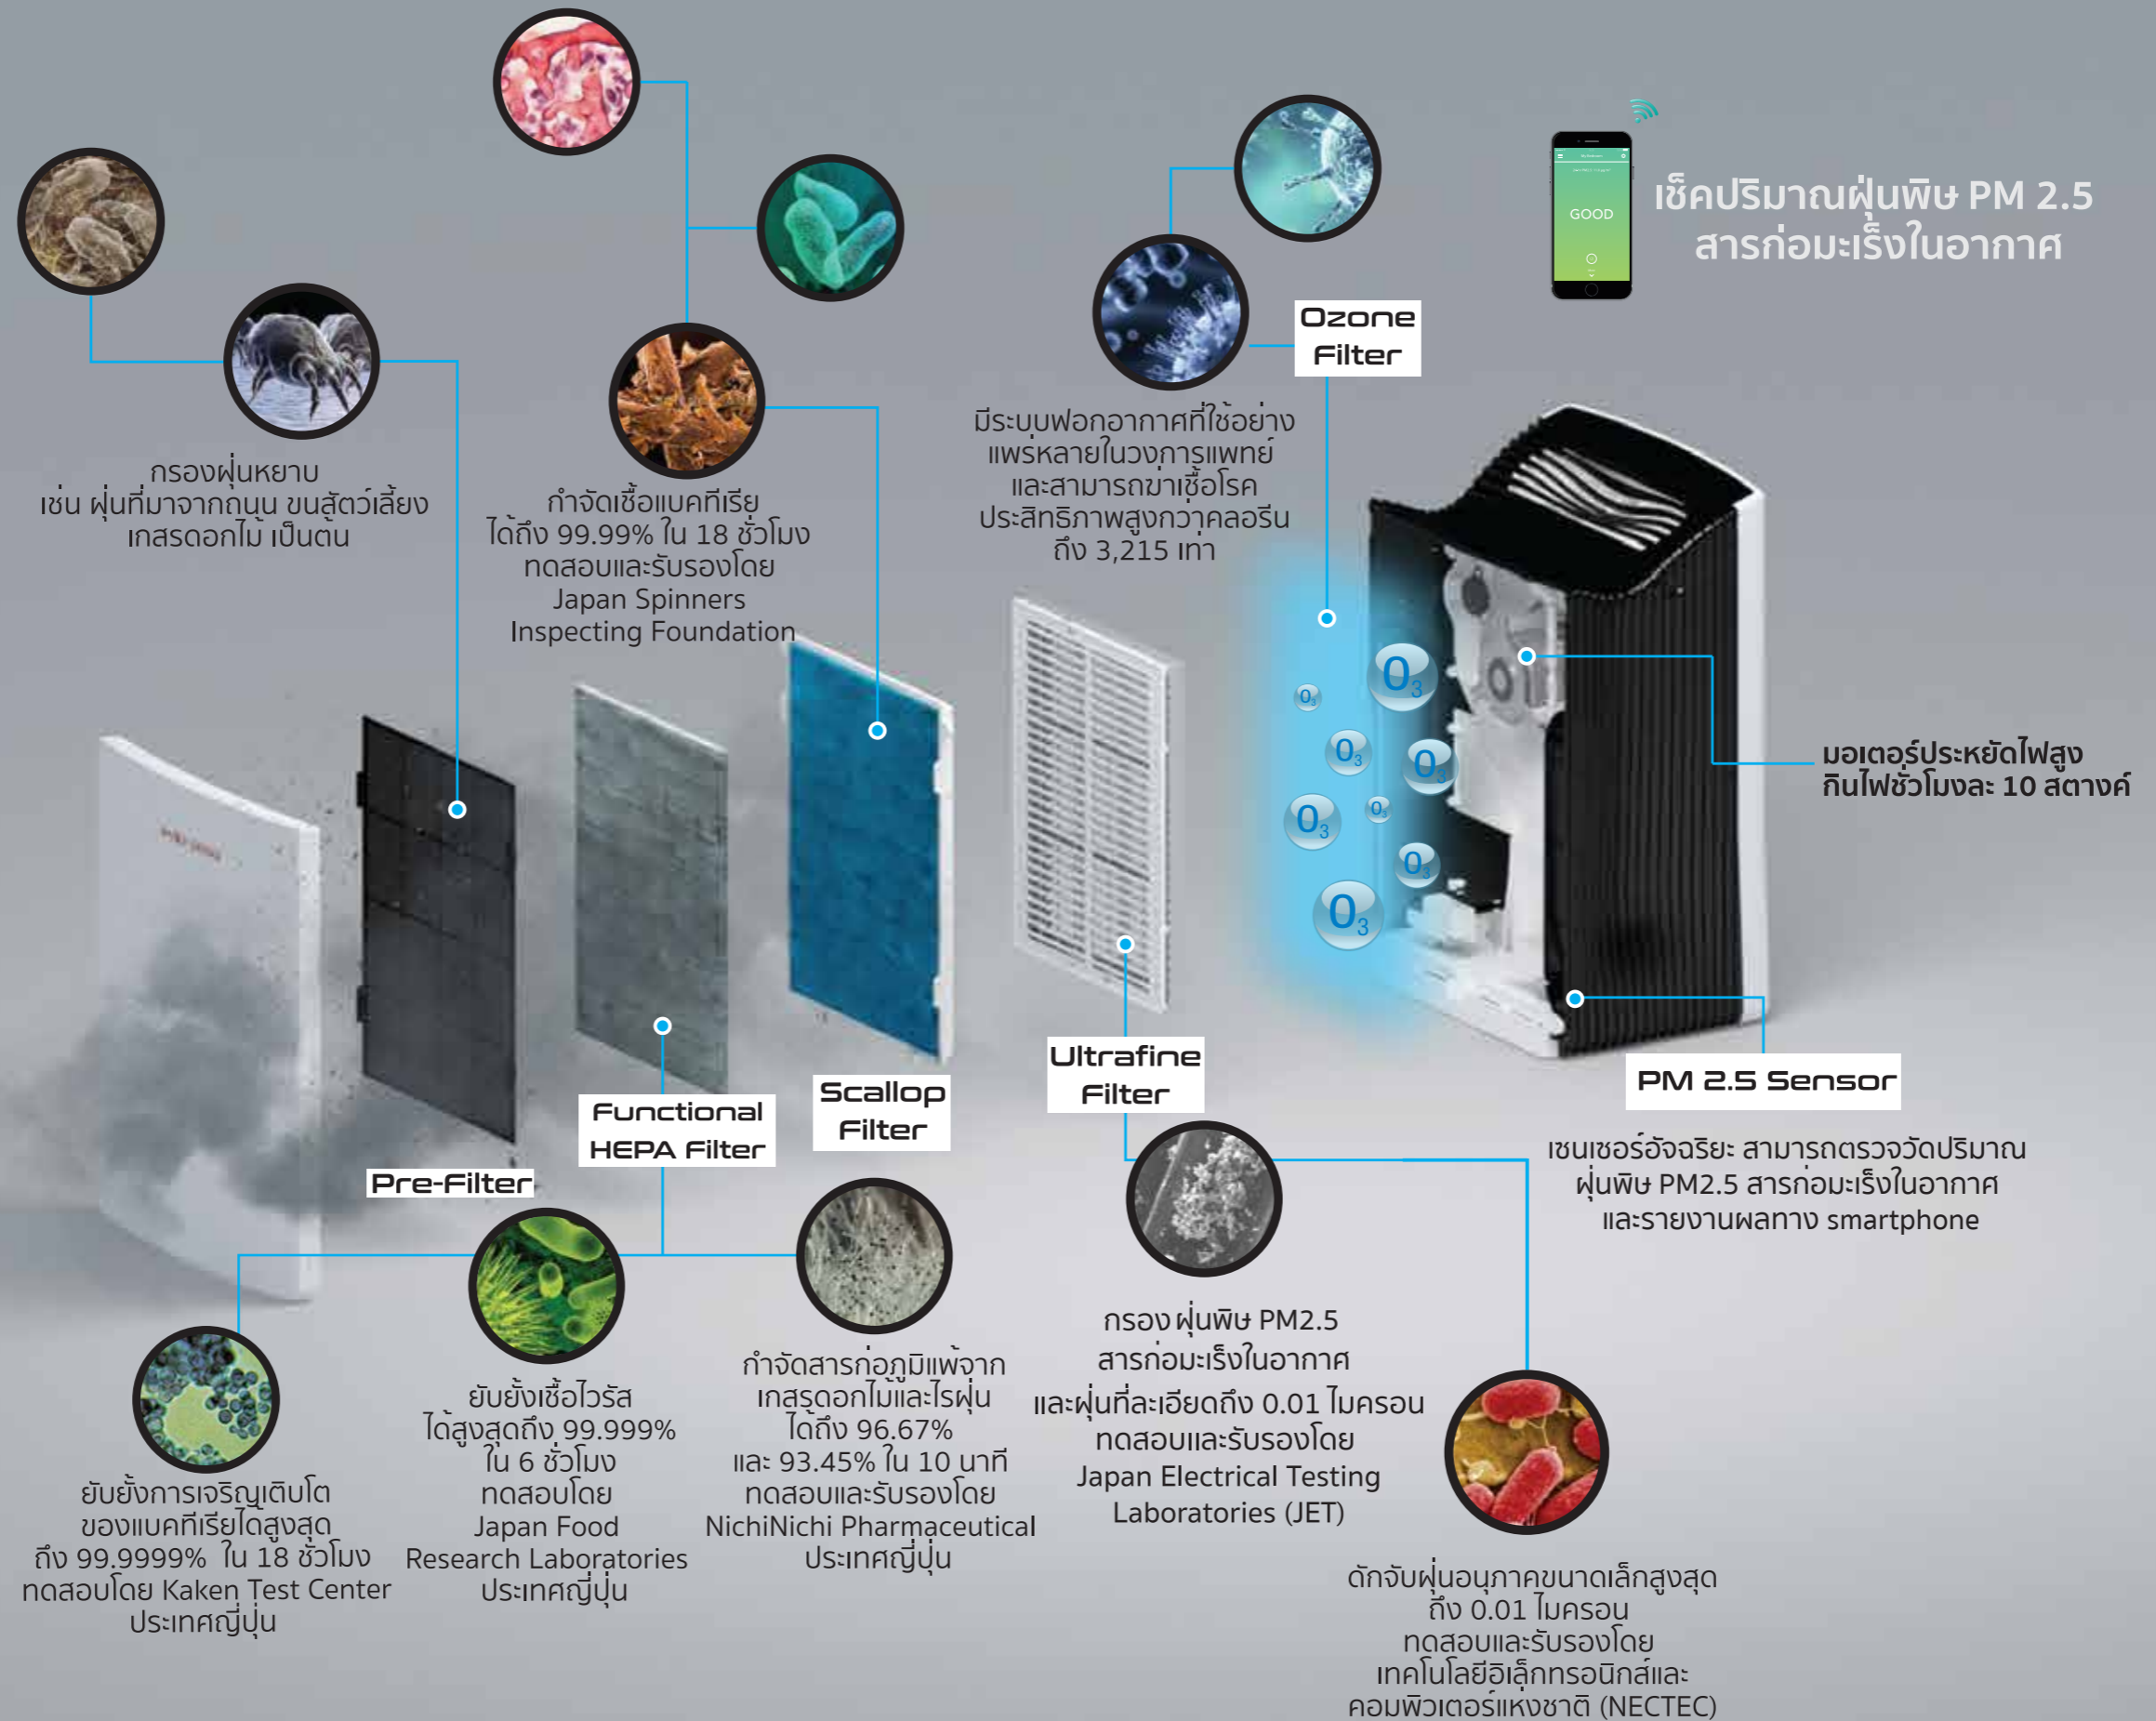 เช็คปริมาณฝุ่นพิษ PM 2.5
สารก่อมะเร็งในอากาศ
GOOD
Ozone
Filter
กรองฝุ่นหยาบ
เช่น ฝุ่นที่มาจากถนน ขนสัตว์เลี้ยง
เกสรดอกไม้ เป็นต้น
กำจัดเชื้อแบคทีเรีย
ได้ถึง 99.99% ใน 18 ชั่วโมง
ทดสอบและรับรองโดย
Japan Spinners
Inspecting Foundation
มีระบบฟอกอากาศที่ใช้อย่าง
แพร่หลายในวงการแพทย์
และสามารถฆ่าเชื้อโรค
ประสิทธิภาพสูงกว่าคลอรีน
ถึง 3,215 เท่า
O3
O3
O3
O3
O3
O3
O3
O3
มอเตอร์ประหยัดไฟสูง
กินไฟชั่วโมงละ 10 สตางค์
Pre-Filter
Functional
HEPA Filter
Scallop
Filter
Ultrafine
Filter
PM 2.5 Sensor
เซนเซอร์อัจฉริยะ สามารถตรวจวัดปริมาณ
ฝุ่นพิษ PM2.5 สารก่อมะเร็งในอากาศ
และรายงานผลทาง smartphone
ยับยั้งการเจริญเติบโต
ของแบคทีเรียได้สูงสุด
ถึง 99.9999% ใน 18 ชั่วโมง
ทดสอบโดย Kaken Test Center
ประเทศญี่ปุ่น
ยับยั้งเชื้อไวรัส
ได้สูงสุดถึง 99.999%
ใน 6 ชั่วโมง
ทดสอบโดย
Japan Food
Research Laboratories
ประเทศญี่ปุ่น
กำจัดสารก่อภูมิแพ้จาก
เกสรดอกไม้และไรฝุ่น
ได้ถึง 96.67%
และ 93.45% ใน 10 นาที
ทดสอบและรับรองโดย
NichiNichi Pharmaceutical
ประเทศญี่ปุ่น
กรอง ฝุ่นพิษ PM2.5
สารก่อมะเร็งในอากาศ
และฝุ่นที่ละเอียดถึง 0.01 ไมครอน
ทดสอบและรับรองโดย
Japan Electrical Testing
Laboratories (JET)
ดักจับฝุ่นอนุภาคขนาดเล็กสูงสุด
ถึง 0.01 ไมครอน
ทดสอบและรับรองโดย
เทคโนโลยีอิเล็กทรอนิกส์และ
คอมพิวเตอร์แห่งชาติ (NECTEC)